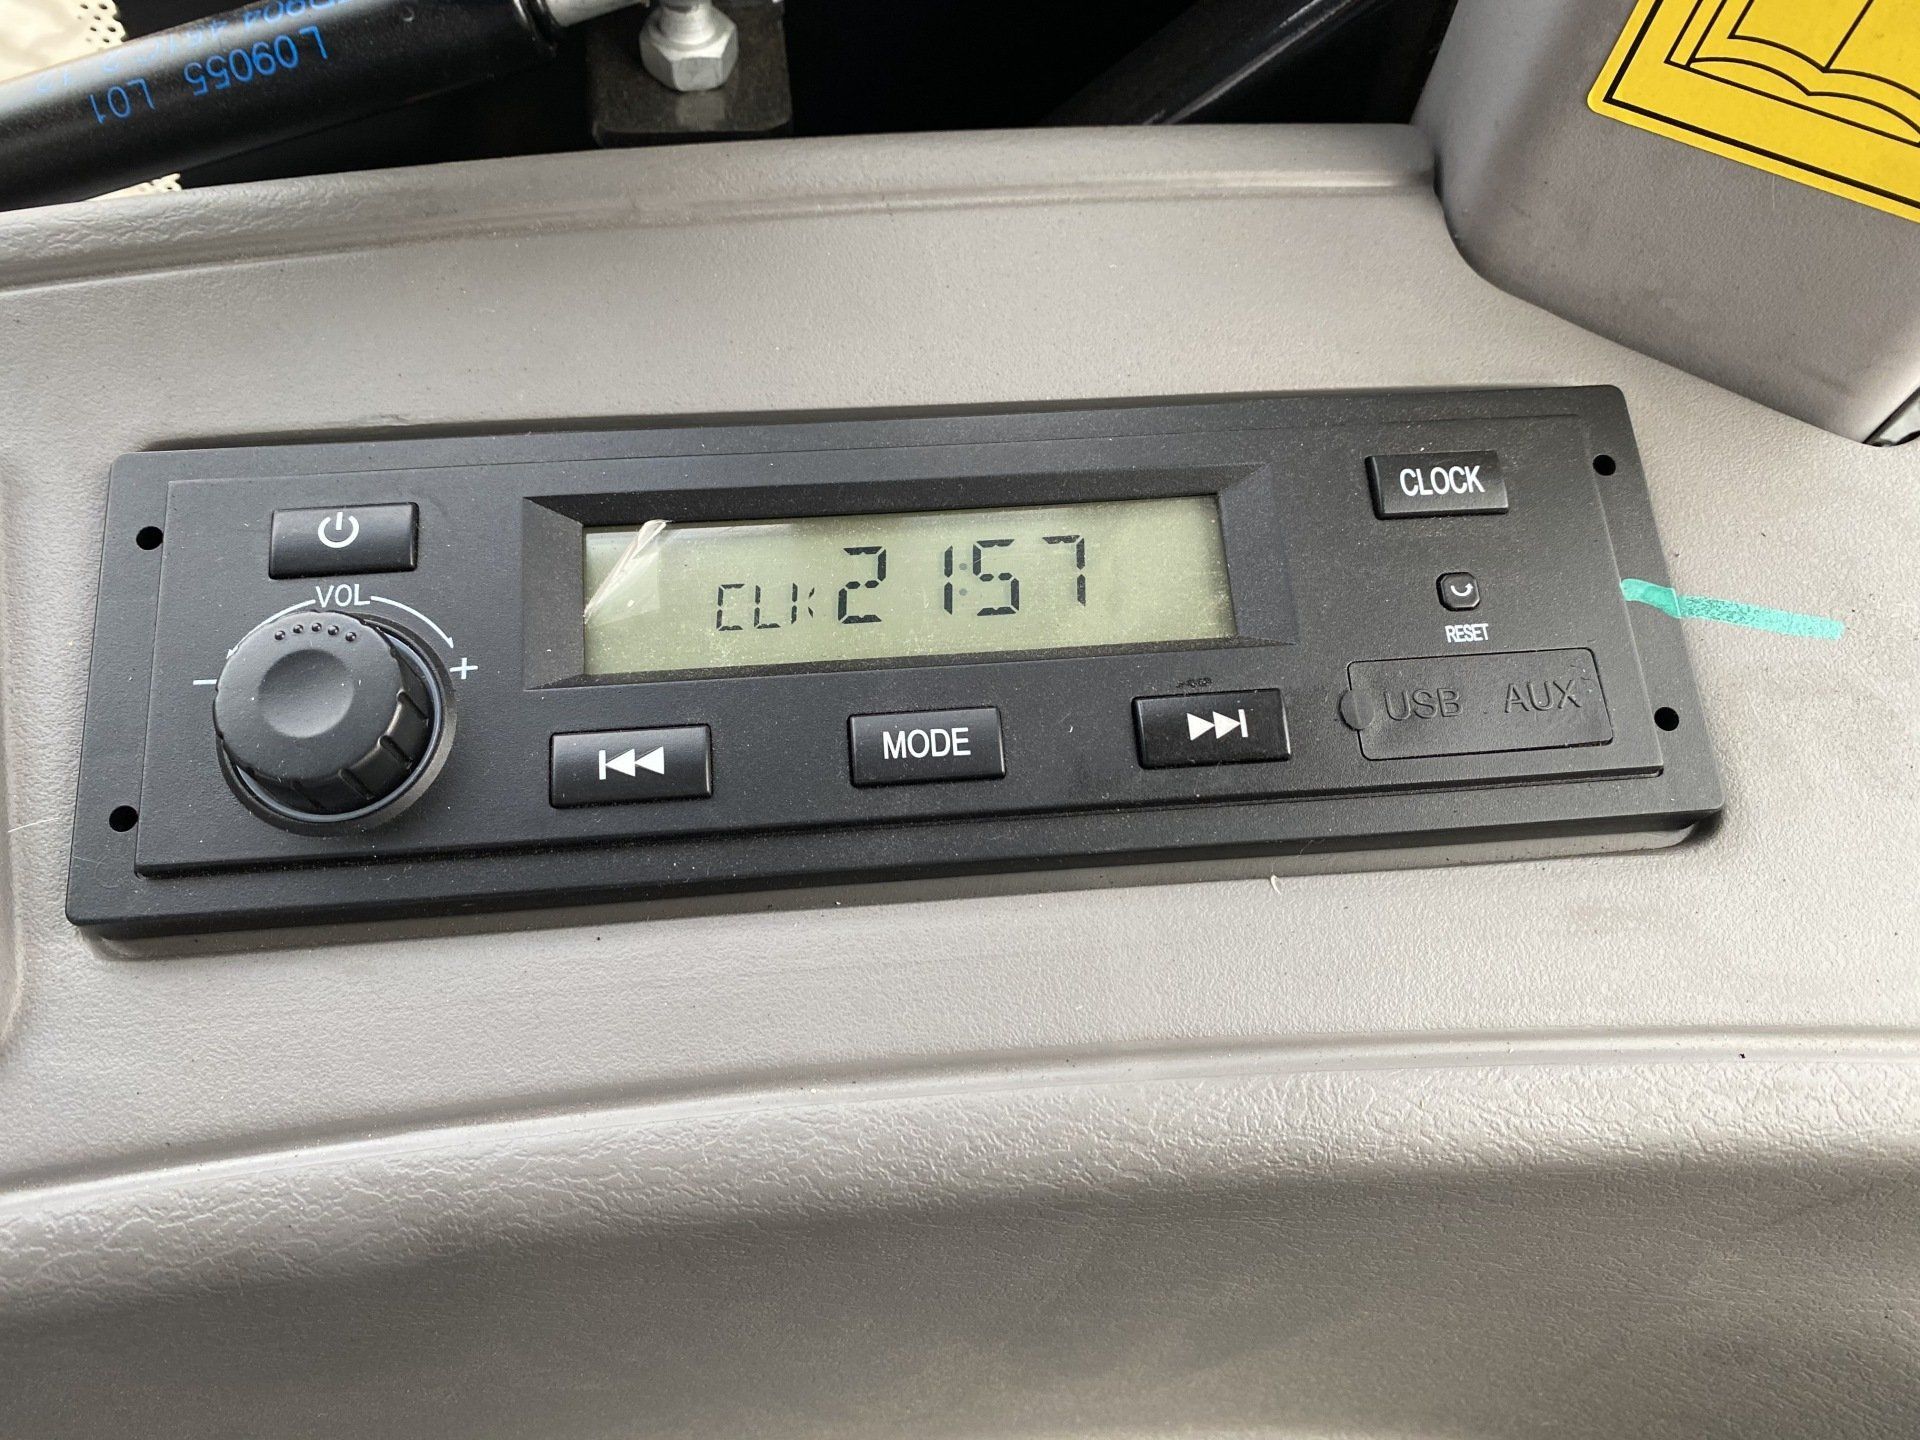 L09055 L01
VOL
-
+
CLK 21:57
CLOCK
RESET
MODE
USB AUX